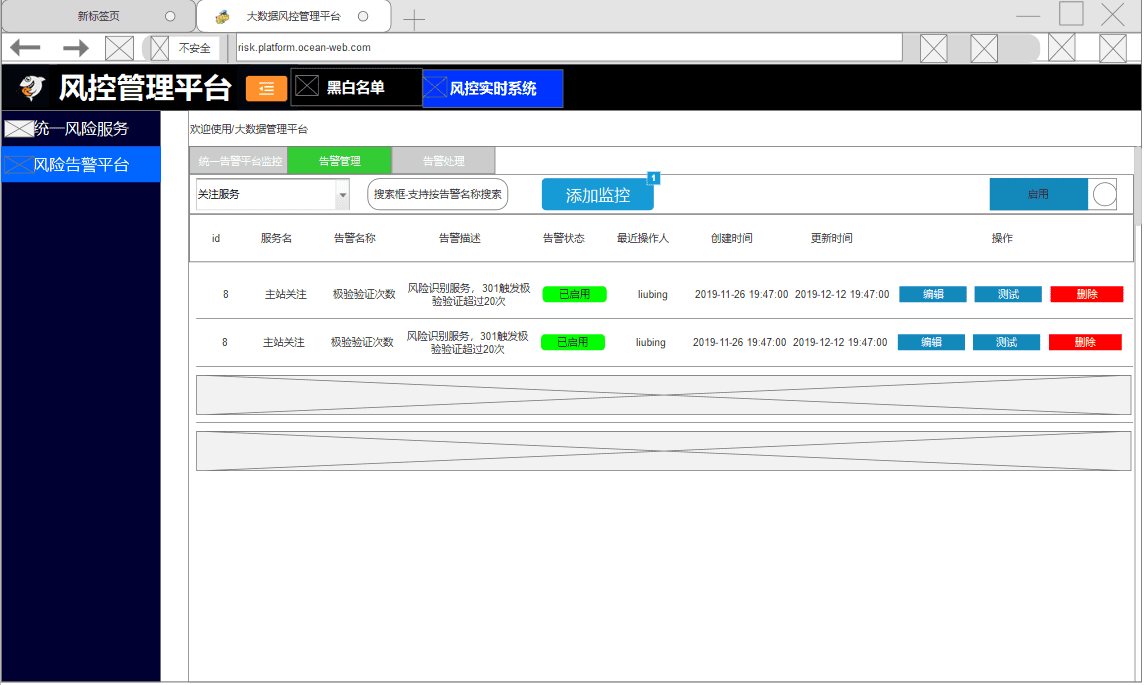 新标签页
大数据风控管理平台
不安全
risk.platform.ocean-web.com
风控管理平台
黑白名单
风控实时系统
统一风险服务
风险告警平台
欢迎使用/大数据管理平台
统一告警平台监控 告警管理 告警处理
关注服务 搜索框-支持按告警名称搜索 添加监控 1 启用
id 服务名 告警名称 告警描述 告警状态 最近操作人 创建时间 更新时间 操作
8 主站关注 极验验证次数 风险识别服务，301触发极
验验证超过20次 已启用 liubing 2019-11-26 19:47:00 2019-12-12 19:47:00 编辑 测试 删除
8 主站关注 极验验证次数 风险识别服务，301触发极
验验证超过20次 已启用 liubing 2019-11-26 19:47:00 2019-12-12 19:47:00 编辑 测试 删除